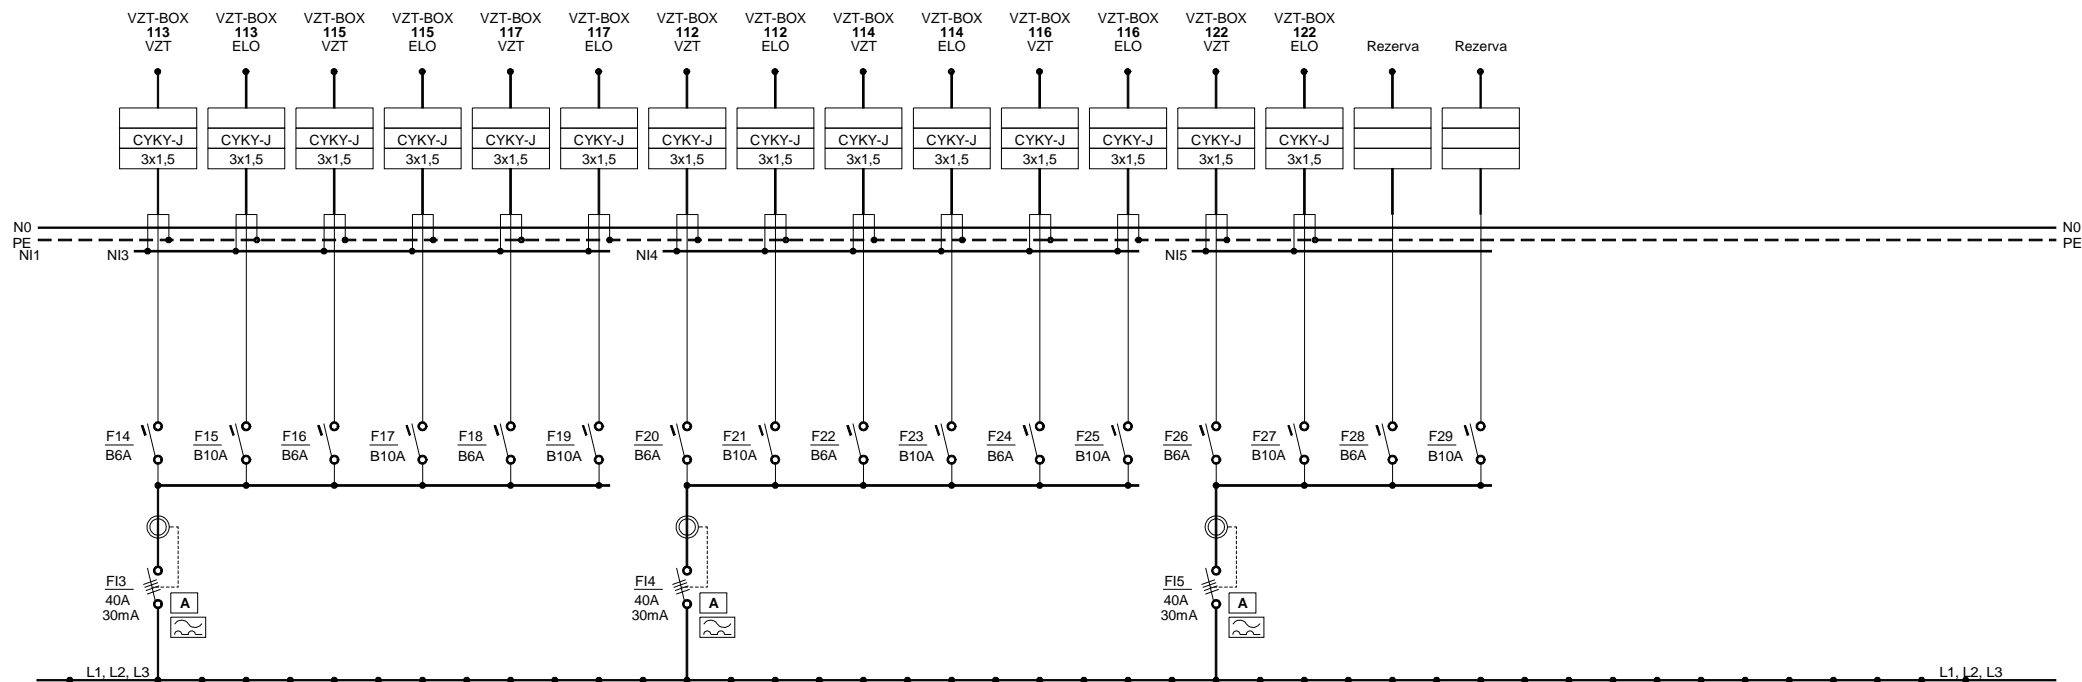 VZT-BOX VZT-BOX VZT-BOX VZT-BOX VZT-BOX VZT-BOX VZT-BOX VZT-BOX VZT-BOX VZT-BOX VZT-BOX VZT-BOX VZT-BOX VZT-BOX
113 113 115 115 117 117 112 112 114 114 116 116 122 122
VZT ELO VZT ELO VZT ELO VZT ELO VZT ELO VZT ELO VZT ELO Rezerva Rezerva
CYKY-J CYKY-J CYKY-J CYKY-J CYKY-J CYKY-J CYKY-J CYKY-J CYKY-J CYKY-J CYKY-J CYKY-J CYKY-J CYKY-J
3x1,5 3x1,5 3x1,5 3x1,5 3x1,5 3x1,5 3x1,5 3x1,5 3x1,5 3x1,5 3x1,5 3x1,5 3x1,5 3x1,5
N0 N0
PE PE
NI1 NI3 NI4 NI5
F14 F15 F16 F17 F18 F19 F20 F21 F22 F23 F24 F25 F26 F27 F28 F29
B6A B10A B6A B10A B6A B10A B6A B10A B6A B10A B6A B10A B6A B10A B6A B10A
FI3 FI4 FI5
40A A 40A A 40A A
30mA 30mA 30mA
L1, L2, L3 L1, L2, L3